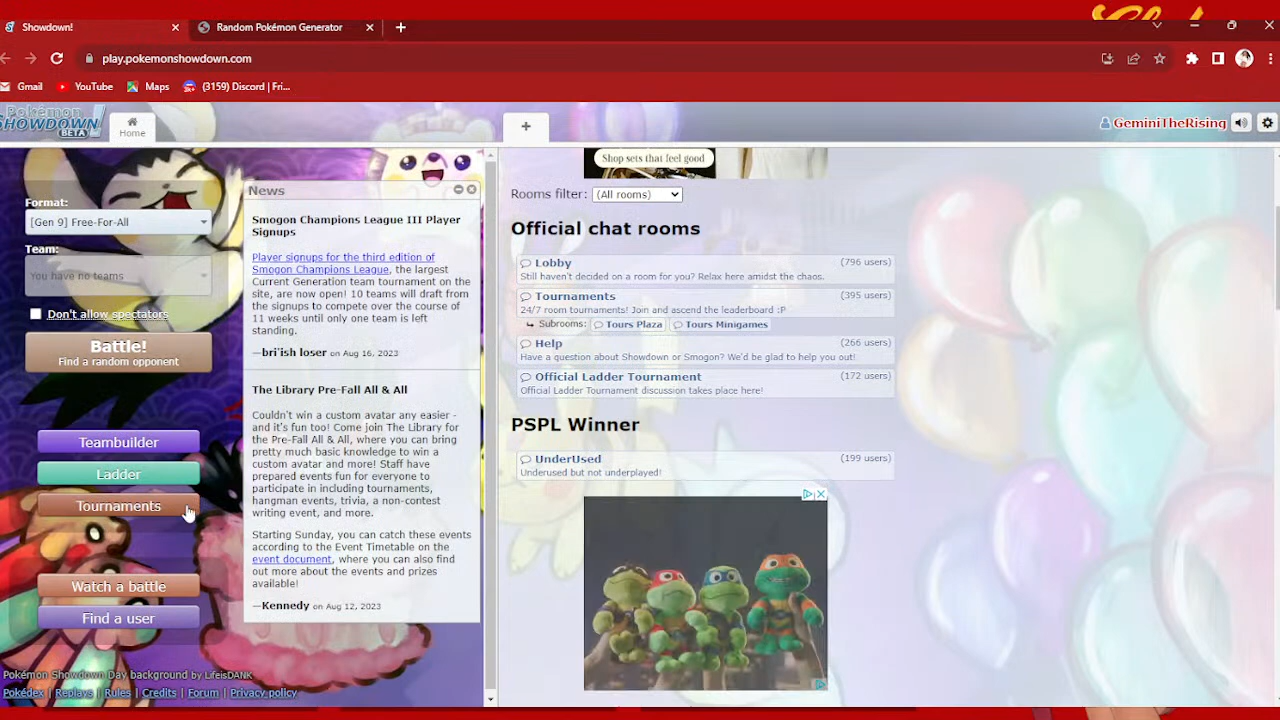 Showdown!
Random Pokémon Generator
play.pokemonshowdown.com
Gmail
YouTube
Maps
(3159) Discord | Fri...
Pokémon
SHOWDOWN!
BETA
Home
GeminiTheRising
Format:
[Gen 9] Free-For-All
Team:
You have no teams
Don't allow spectators
Battle!
Find a random opponent
Teambuilder
Ladder
Tournaments
Watch a battle
Find a user
Pokémon Showdown Day background by LifeisDANK
Pokédex | Replays | Rules | Credits | Forum | Privacy policy
News
Smogon Champions League III Player
Signups
Player signups for the third edition of
Smogon Champions League, the largest
Current Generation team tournament on the
site, are now open! 10 teams will draft from
the signups to compete over the course of
11 weeks until only one team is left
standing.
—bri'ish loser on Aug 16, 2023
The Library Pre-Fall All & All
Couldn't win a custom avatar any easier -
and it's fun too! Come join The Library for
the Pre-Fall All & All, where you can bring
pretty much basic knowledge to win a
custom avatar and more! Staff have
prepared events fun for everyone to
participate in including tournaments,
hangman events, trivia, a non-contest
writing event, and more.
Starting Sunday, you can catch these events
according to the Event Timetable on the
event document, where you can also find
out more about the events and prizes
available!
—Kennedy on Aug 12, 2023
Shop sets that feel good
Rooms filter: (All rooms)
Official chat rooms
Lobby (796 users)
Still haven't decided on a room for you? Relax here amidst the chaos.
Tournaments (395 users)
24/7 room tournaments! Join and ascend the leaderboard :P
Subrooms: Tours Plaza Tours Minigames
Help (266 users)
Have a question about Showdown or Smogon? We'd be glad to help you out!
Official Ladder Tournament (172 users)
Official Ladder Tournament discussion takes place here!
PSPL Winner
UnderUsed (199 users)
Underused but not underplayed!